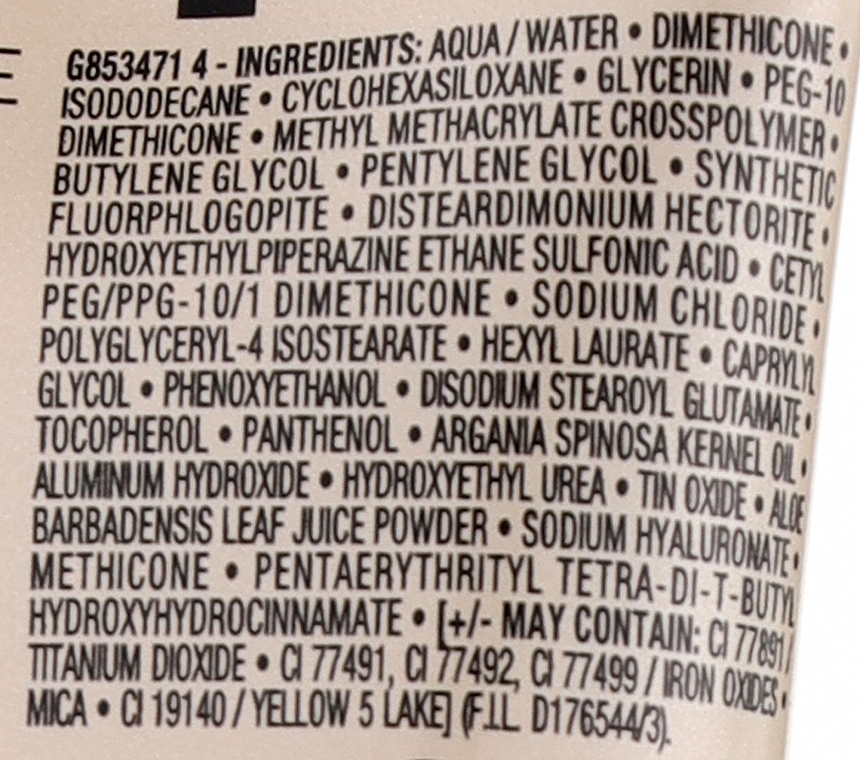 G853471 4 - INGREDIENTS: AQUA / WATER • DIMETHICONE •
ISODODECANE • CYCLOHEXASILOXANE • GLYCERIN • PEG-10
DIMETHICONE • METHYL METHACRYLATE CROSSPOLYMER •
BUTYLENE GLYCOL • PENTYLENE GLYCOL • SYNTHETIC
FLUORPHLOGOPITE • DISTEARDIMONIUM HECTORITE •
HYDROXYETHYLPIPERAZINE ETHANE SULFONIC ACID • CETYL
PEG/PPG-10/1 DIMETHICONE • SODIUM CHLORIDE •
POLYGLYCERYL-4 ISOSTEARATE • HEXYL LAURATE • CAPRYLYL
GLYCOL • PHENOXYETHANOL • DISODIUM STEAROYL GLUTAMATE •
TOCOPHEROL • PANTHENOL • ARGANIA SPINOSA KERNEL OIL •
ALUMINUM HYDROXIDE • HYDROXYETHYL UREA • TIN OXIDE • ALOE
BARBADENSIS LEAF JUICE POWDER • SODIUM HYALURONATE •
METHICONE • PENTAERYTHRITYL TETRA-DI-T-BUTYL
HYDROXYHYDROCINNAMATE • [+/- MAY CONTAIN: CI 77891 /
TITANIUM DIOXIDE • CI 77491, CI 77492, CI 77499 / IRON OXIDES •
MICA • CI 19140 / YELLOW 5 LAKE] (F.I.L. D176544/3).